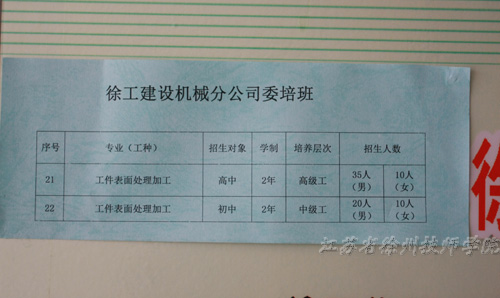 徐工建设机械分公司委培班
序号 专业（工种） 招生对象 学制 培养层次 招生人数
21 工件表面处理加工 高中 2年 高级工 35人（男） 10人（女）
22 工件表面处理加工 初中 2年 中级工 20人（男） 10人（女）
江苏省徐州技师学院
徐